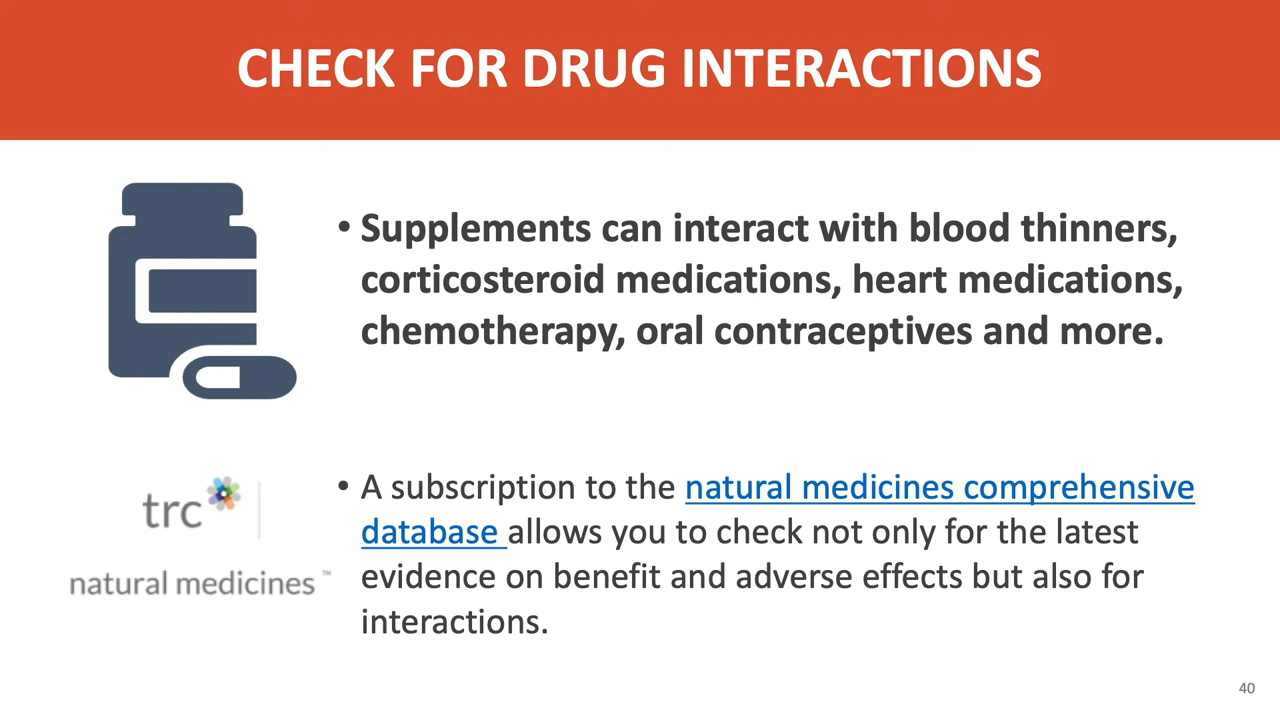 CHECK FOR DRUG INTERACTIONS
• Supplements can interact with blood thinners,
corticosteroid medications, heart medications,
chemotherapy, oral contraceptives and more.
trc
natural medicines™
• A subscription to the natural medicines comprehensive
database allows you to check not only for the latest
evidence on benefit and adverse effects but also for
interactions.
40